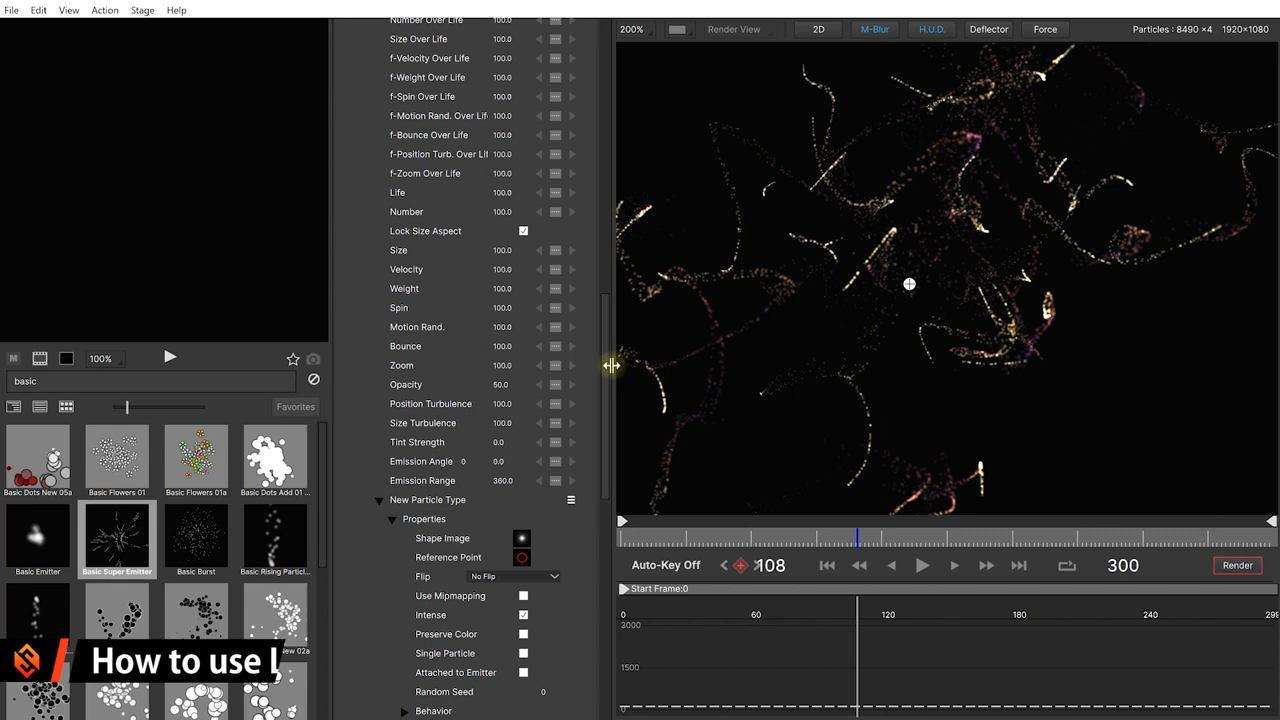 File Edit View Action Stage Help
Number Over Life
Size Over Life 100.0
f-Velocity Over Life 100.0
f-Weight Over Life 100.0
f-Spin Over Life 100.0
f-Motion Rand. Over Lif 100.0
f-Bounce Over Life 100.0
f-Position Turb. Over Lif 100.0
f-Zoom Over Life 100.0
Life 100.0
Number 100.0
Lock Size Aspect
Size 100.0
Velocity 100.0
Weight 100.0
Spin 100.0
Motion Rand. 100.0
Bounce 100.0
Zoom 100.0
Opacity 50.0
Position Turbulence 100.0
Size Turbulence 100.0
Tint Strength 0.0
Emission Angle 0 0.0
Emission Range 360.0
New Particle Type
Properties
Shape Image
Reference Point
Flip No Flip
Use Mipmapping
Intense
Preserve Color
Single Particle
Attached to Emitter
Random Seed 0
Behavior
200% Render View 2D M-Blur H.U.D. Deflector Force Particles : 8490 ×4 1920×1080
M 100%
basic
Favorites
Basic Dots New 05a Basic Flowers 01 Basic Flowers 01a Basic Dots Add 01 ...
Basic Emitter Basic Super Emitter Basic Burst Basic Rising Particl...
New 02a
How to use
Auto-Key Off 108 300 Render
Start Frame:0
0 60 120 180 240 299
3000
1500
0